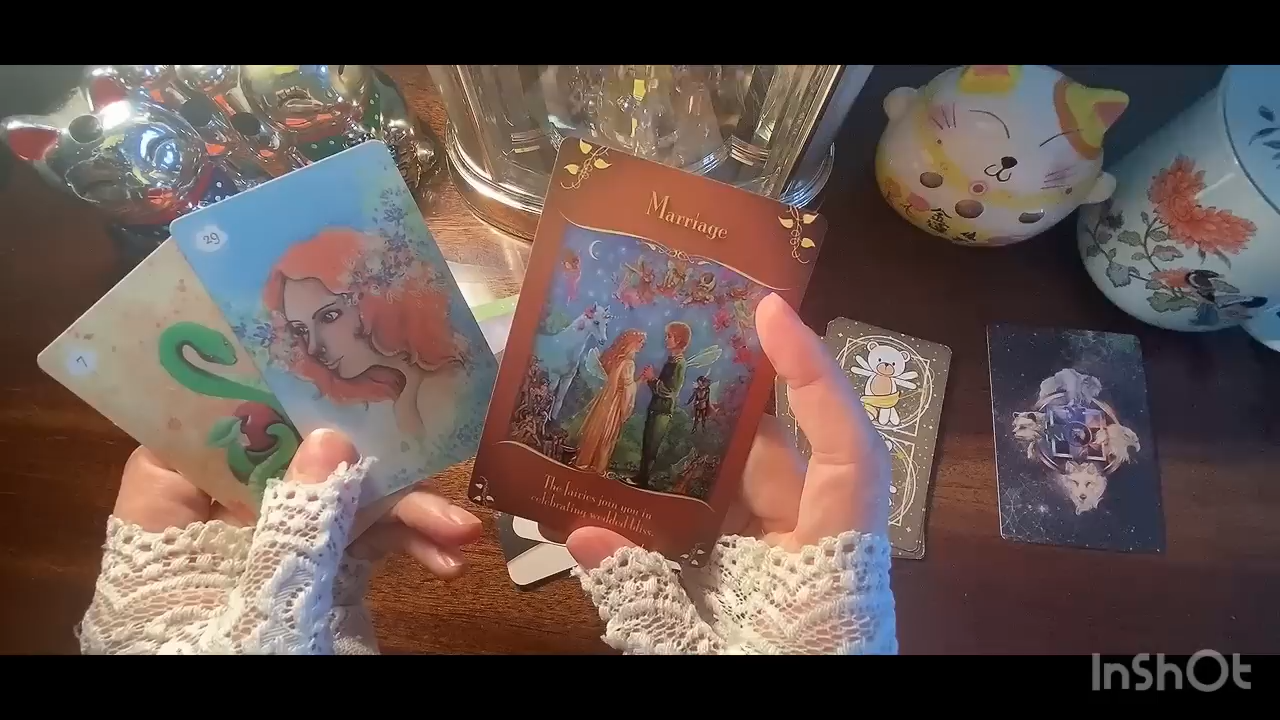 29
7
Marriage
The fairies join you in
celebrating wedded bliss.
InShOt